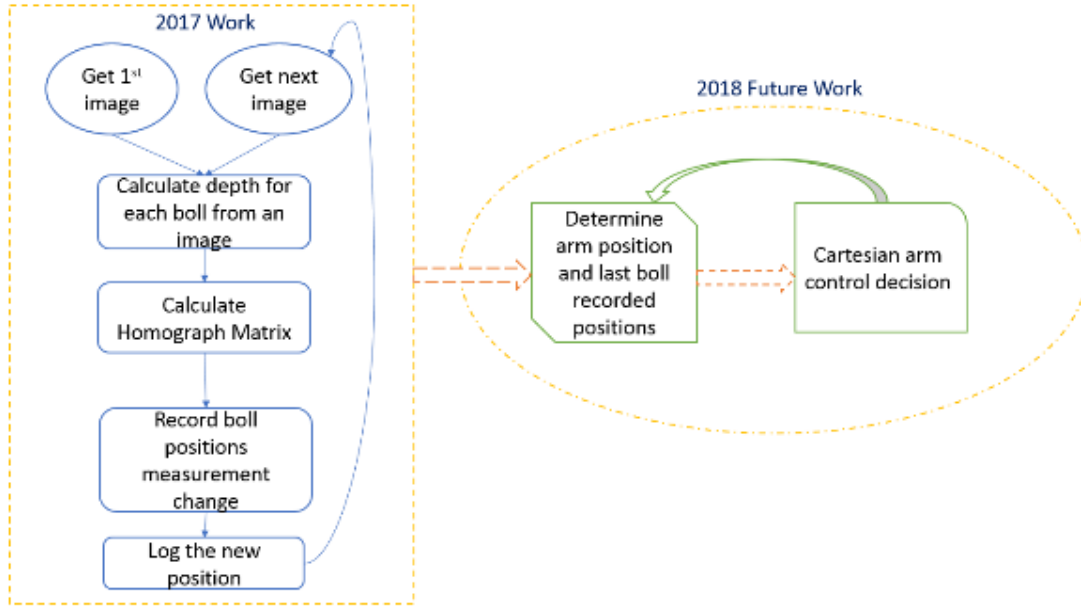 2017 Work
Get 1st
image
Get next
image
Calculate depth for
each boll from an
image
Calculate
Homograph Matrix
Record boll
positions
measurement
change
Log the new
position
2018 Future Work
Determine
arm position
and last boll
recorded
positions
Cartesian arm
control decision